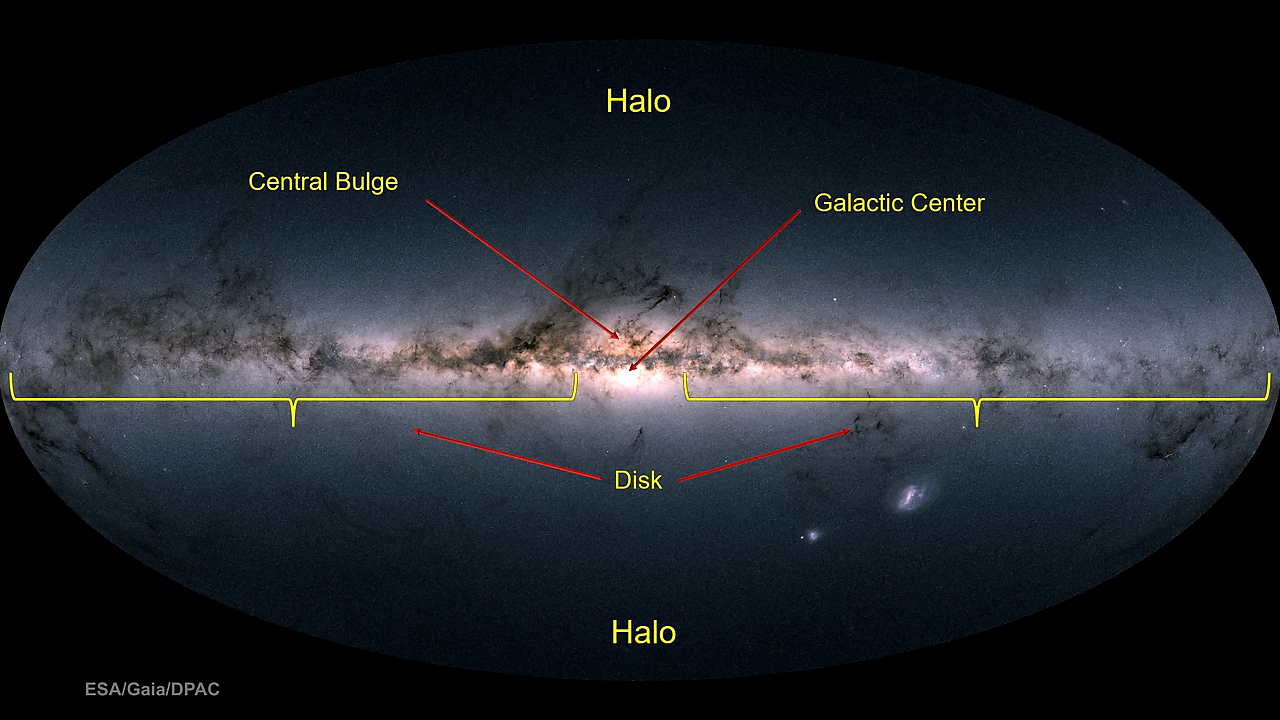 Halo
Central Bulge
Galactic Center
Disk
Halo
ESA/Gaia/DPAC